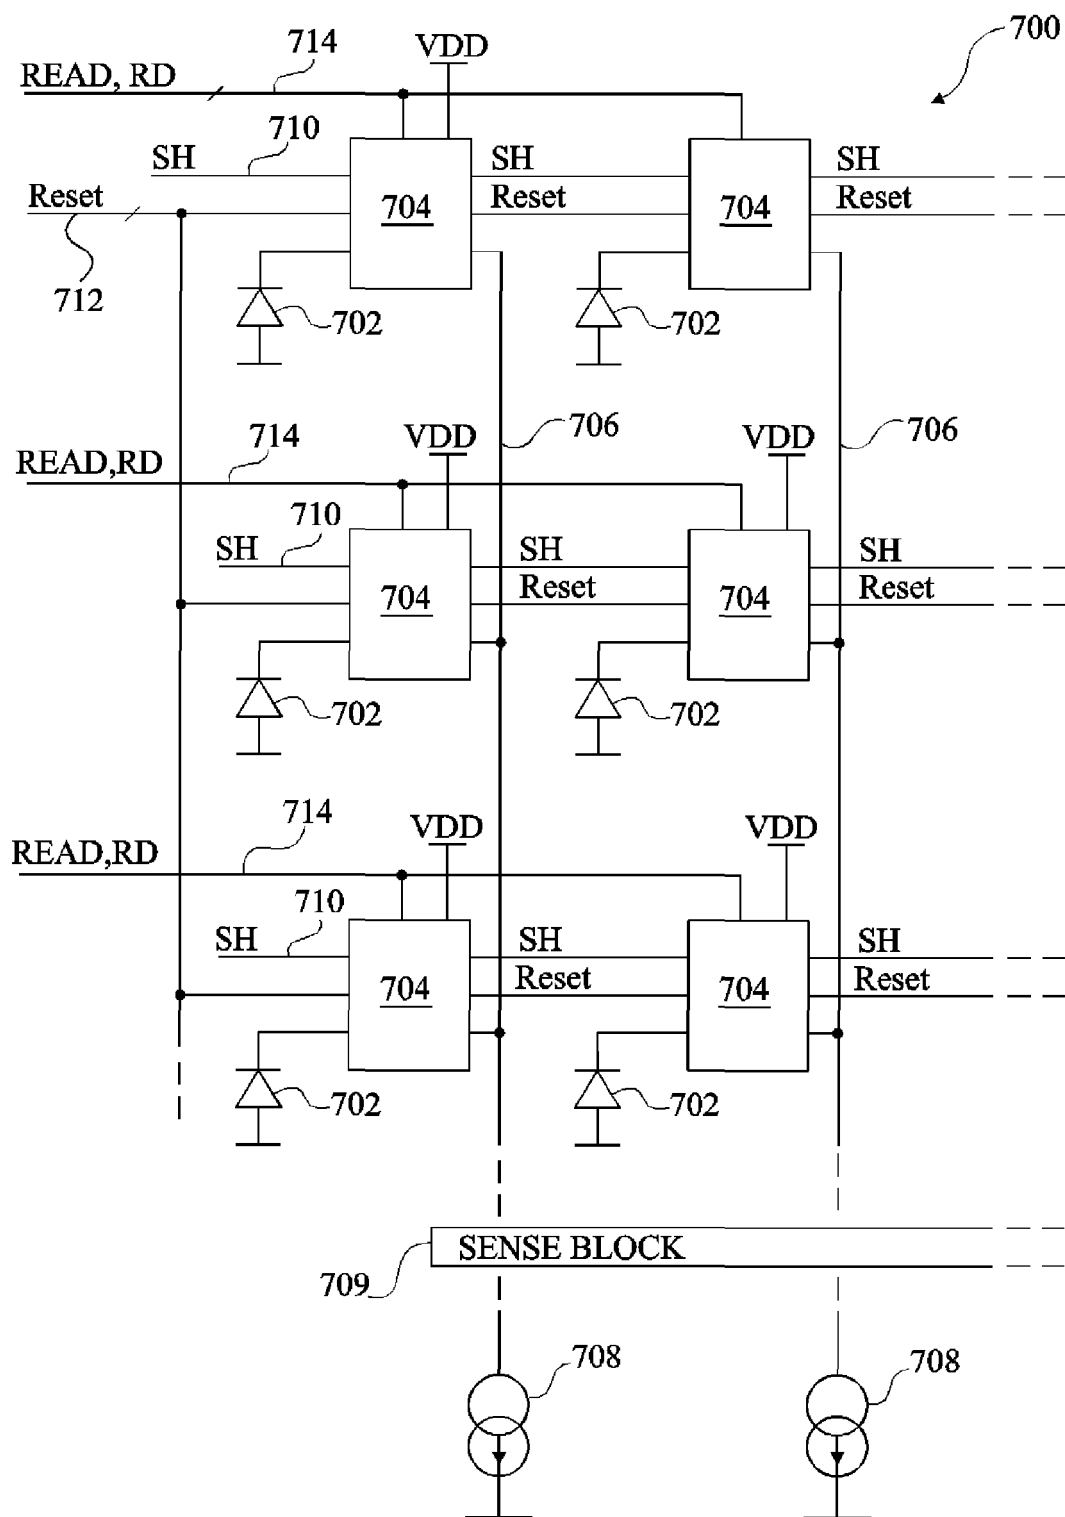 700
714
VDD
READ, RD
710
SH
SH
SH
Reset
Reset
Reset
704
704
712
702
702
706
706
714
VDD
VDD
READ,RD
710
SH
SH
SH
Reset
Reset
704
704
702
702
714
VDD
VDD
READ,RD
710
SH
SH
SH
Reset
Reset
704
704
702
702
SENSE BLOCK
709
708
708